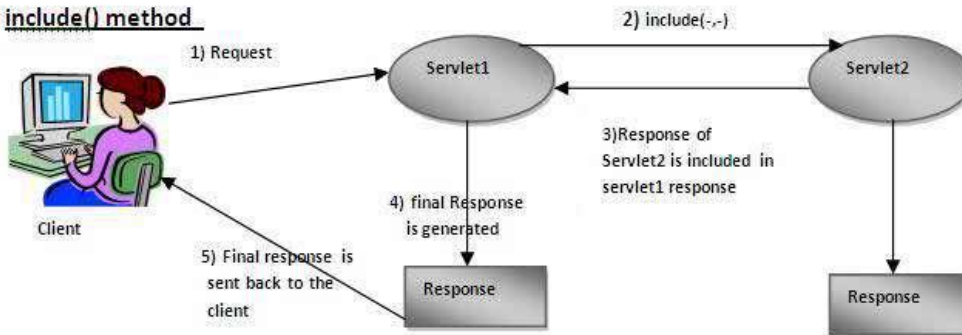 include() method
1) Request
2) include(-,-)
Servlet1
Servlet2
3)Response of
Servlet2 is included in
servlet1 response
4) final Response
is generated
Client
5) Final response is
sent back to the
client
Response
Response